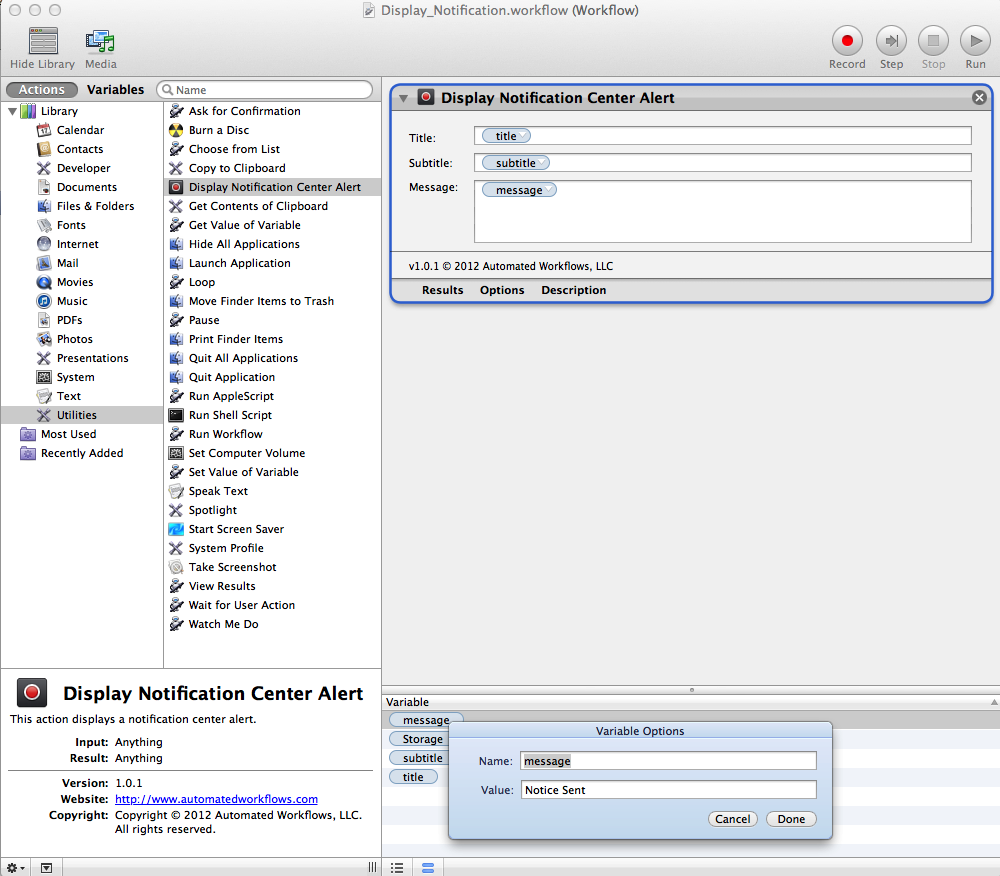 Display_Notification.workflow (Workflow)
Hide Library
Media
Record
Step
Stop
Run
Actions
Variables
Name
Library
Calendar
Contacts
Developer
Documents
Files & Folders
Fonts
Internet
Mail
Movies
Music
PDFs
Photos
Presentations
System
Text
Utilities
Most Used
Recently Added
Ask for Confirmation
Burn a Disc
Choose from List
Copy to Clipboard
Display Notification Center Alert
Get Contents of Clipboard
Get Value of Variable
Hide All Applications
Launch Application
Loop
Move Finder Items to Trash
Pause
Print Finder Items
Quit All Applications
Quit Application
Run AppleScript
Run Shell Script
Run Workflow
Set Computer Volume
Set Value of Variable
Speak Text
Spotlight
Start Screen Saver
System Profile
Take Screenshot
View Results
Wait for User Action
Watch Me Do
Display Notification Center Alert
Title: title
Subtitle: subtitle
Message: message
v1.0.1 © 2012 Automated Workflows, LLC
Results Options Description
Display Notification Center Alert
This action displays a notification center alert.
Input: Anything
Result: Anything
Version: 1.0.1
Website: http://www.automatedworkflows.com
Copyright: Copyright © 2012 Automated Workflows, LLC.
All rights reserved.
Variable
message
Storage
subtitle
title
Variable Options
Name: message
Value: Notice Sent
Cancel Done